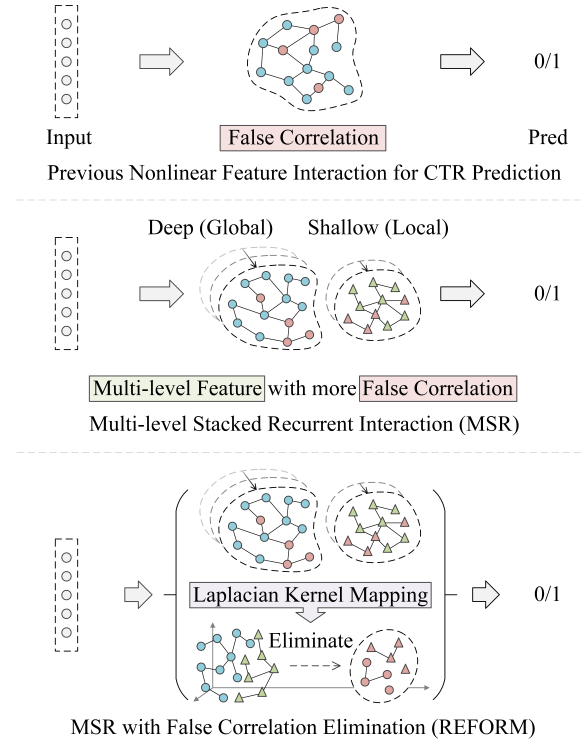 0/1
Input
False Correlation
Pred
Previous Nonlinear Feature Interaction for CTR Prediction
Deep (Global)
Shallow (Local)
0/1
Multi-level Feature with more False Correlation
Multi-level Stacked Recurrent Interaction (MSR)
Laplacian Kernel Mapping
0/1
Eliminate
MSR with False Correlation Elimination (REFORM)